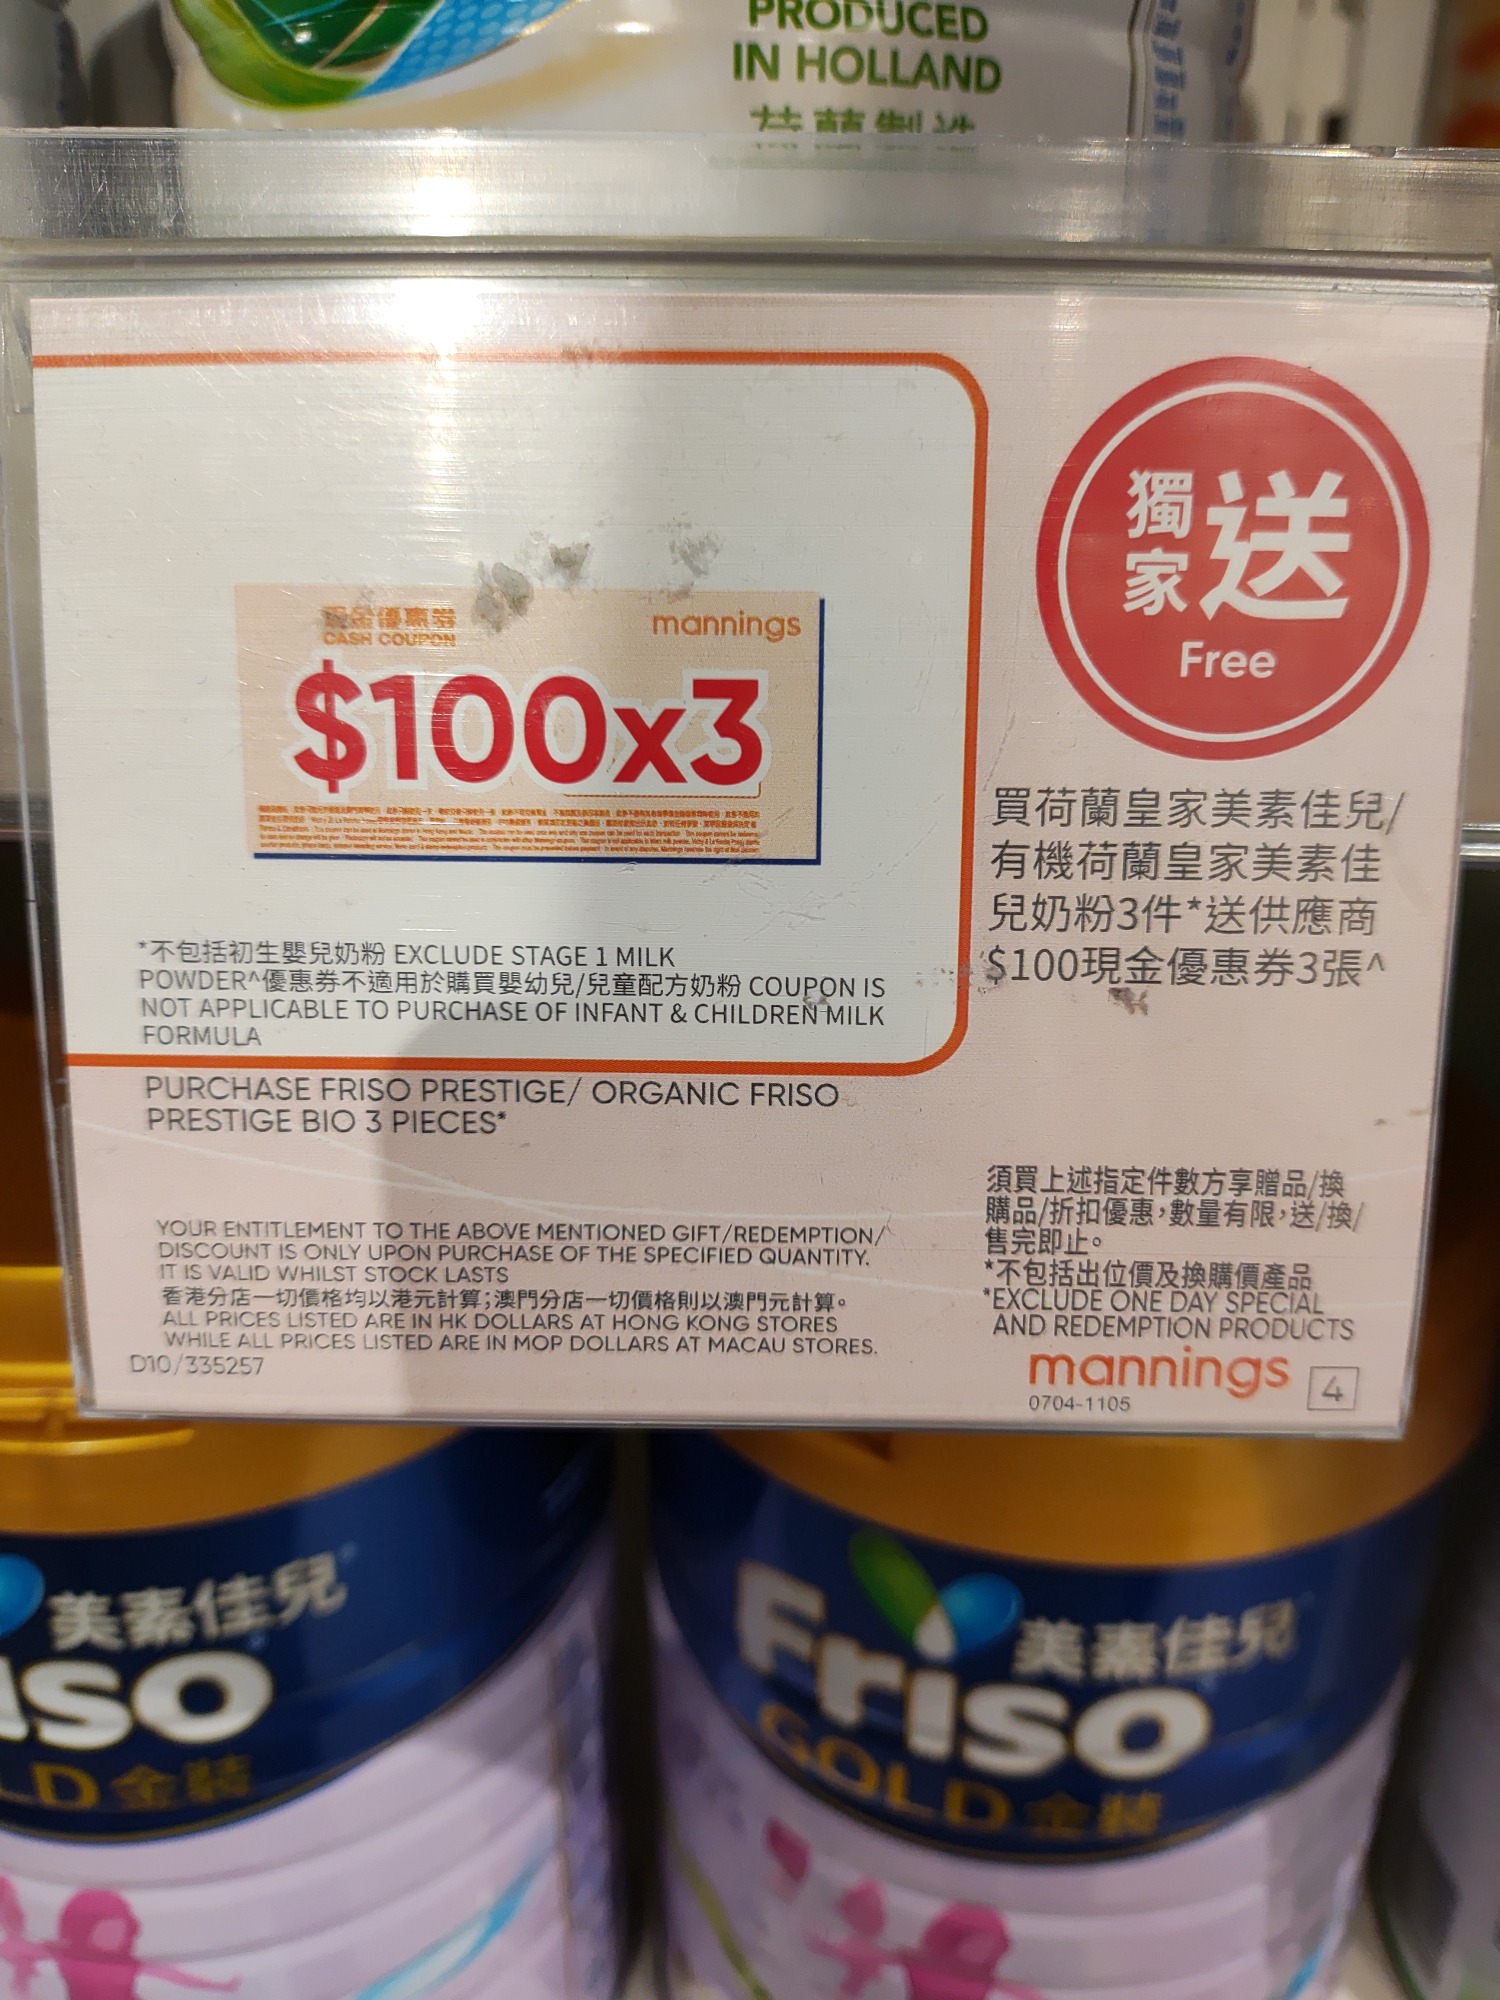 PRODUCED
IN HOLLAND
荷蘭製造
獨家送
Free
現金優惠券
CASH COUPON
mannings
$100x3
買荷蘭皇家美素佳兒/
有機荷蘭皇家美素佳
兒奶粉3件*送供應商
$100現金優惠券3張^
*不包括初生嬰兒奶粉 EXCLUDE STAGE 1 MILK
POWDER^優惠券不適用於購買嬰幼兒/兒童配方奶粉 COUPON IS
NOT APPLICABLE TO PURCHASE OF INFANT & CHILDREN MILK
FORMULA
PURCHASE FRISO PRESTIGE/ ORGANIC FRISO
PRESTIGE BIO 3 PIECES*
YOUR ENTITLEMENT TO THE ABOVE MENTIONED GIFT/REDEMPTION/
DISCOUNT IS ONLY UPON PURCHASE OF THE SPECIFIED QUANTITY.
IT IS VALID WHILST STOCK LASTS
香港分店一切價格均以港元計算;澳門分店一切價格則以澳門元計算。
ALL PRICES LISTED ARE IN HK DOLLARS AT HONG KONG STORES
WHILE ALL PRICES LISTED ARE IN MOP DOLLARS AT MACAU STORES.
D10/335257
須買上述指定件數方享贈品/換
購品/折扣優惠,數量有限,送/換/
售完即止。
*不包括出位價及換購價產品
*EXCLUDE ONE DAY SPECIAL
AND REDEMPTION PRODUCTS
mannings
4
0704-1105
美素佳兒
ISO
LD 金裝
美素佳兒
Friso
GOLD 金裝